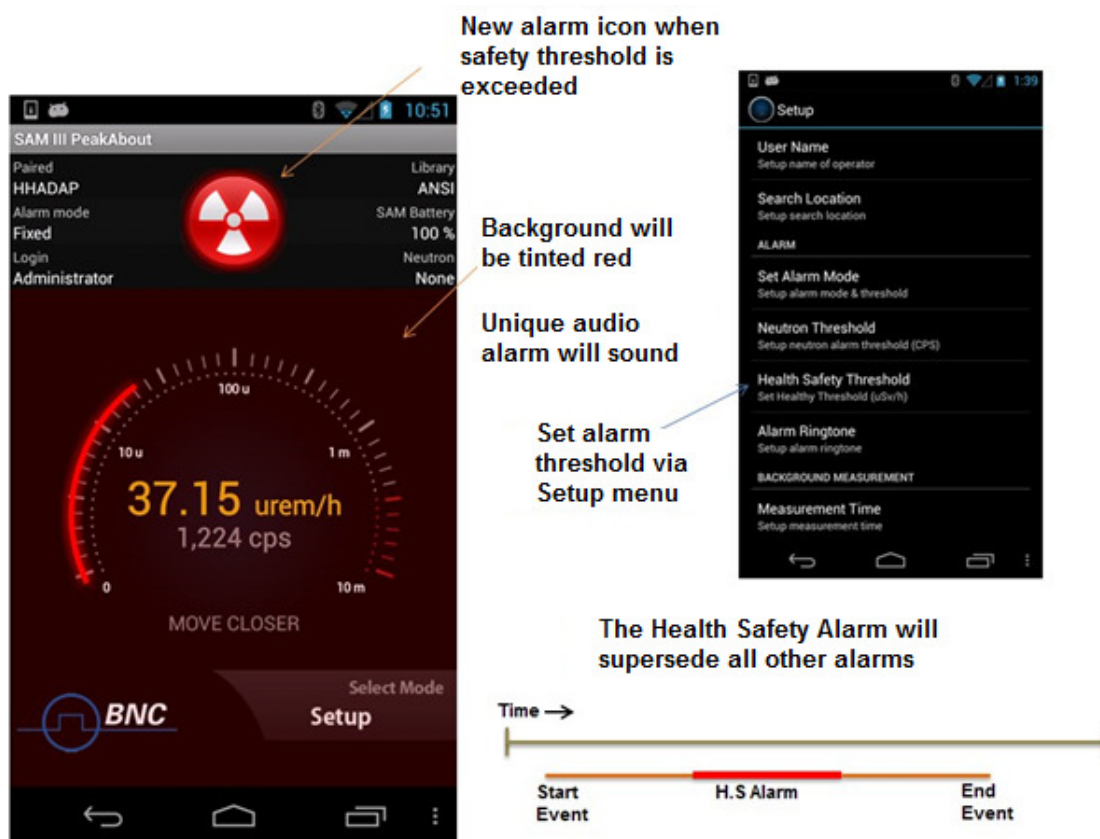 New alarm icon when
safety threshold is
exceeded
10:51
SAM III PeakAbout
Paired
Library
HHADAP
ANSI
Alarm mode
SAM Battery
Fixed
100 %
Login
Neutron
Administrator
None
100 u
10 u
1 m
37.15 urem/h
1,224 cps
0
10 m
MOVE CLOSER
Select Mode
Setup
BNC
Background will
be tinted red
Unique audio
alarm will sound
Set alarm
threshold via
Setup menu
1:39
Setup
User Name
Setup name of operator
Search Location
Setup search location
ALARM
Set Alarm Mode
Setup alarm mode & threshold
Neutron Threshold
Setup neutron alarm threshold (CPS)
Health Safety Threshold
Set Healthy Threshold (uSv/h)
Alarm Ringtone
Setup alarm ringtone
BACKGROUND MEASUREMENT
Measurement Time
Setup measurement time
The Health Safety Alarm will
supersede all other alarms
Time
Start
Event
H.S Alarm
End
Event